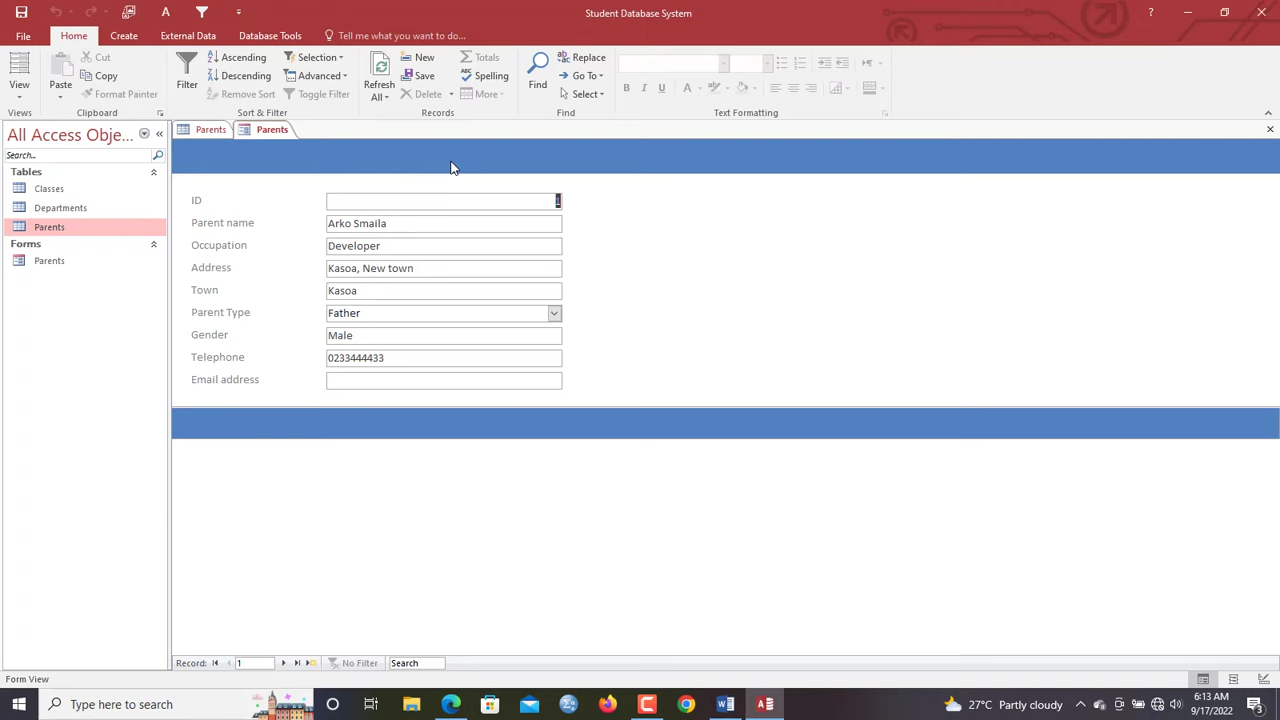 Student Database System
?
File Home Create External Data Database Tools Tell me what you want to do...
View
Views
Paste
Cut
Copy
Format Painter
Clipboard
Filter
Ascending
Descending
Remove Sort
Selection
Advanced
Toggle Filter
Sort & Filter
Refresh
All
New
Save
Delete
Totals
Spelling
More
Records
Find
Replace
Go To
Select
Find
B I U A
Text Formatting
All Access Obje...
Search...
Tables
Classes
Departments
Parents
Forms
Parents
Parents Parents
ID
Parent name Arko Smaila
Occupation Developer
Address Kasoa, New town
Town Kasoa
Parent Type Father
Gender Male
Telephone 0233444433
Email address
Record: 1 No Filter Search
Form View
Type here to search
27°C Partly cloudy
6:13 AM
9/17/2022
3